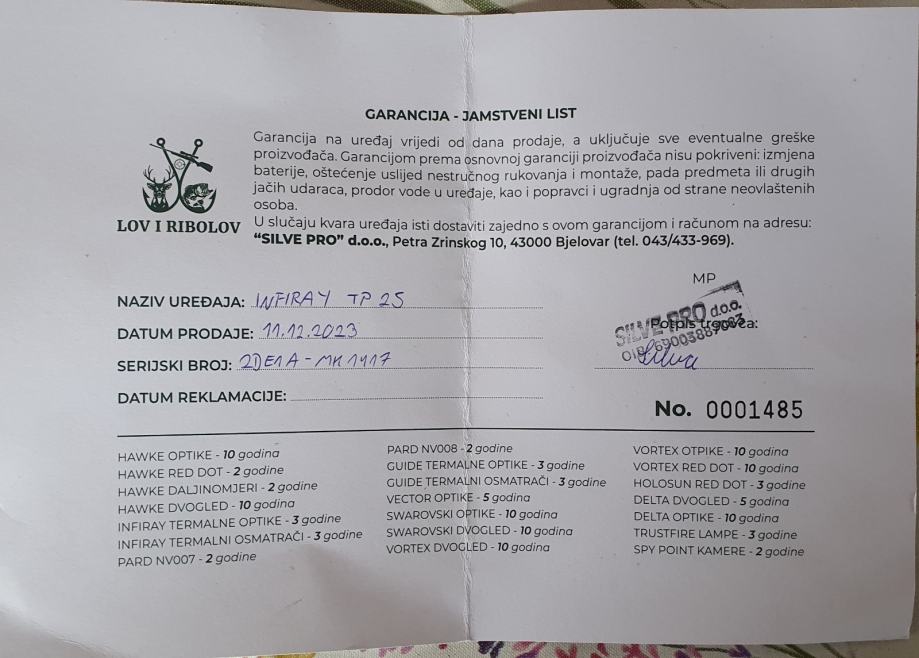 GARANCIJA - JAMSTVENI LIST
Garancija na uređaj vrijedi od dana prodaje, a uključuje sve eventualne greške
proizvođača. Garancijom prema osnovnoj garanciji proizvođača nisu pokriveni: izmjena
baterije, oštećenje uslijed nestručnog rukovanja i montaže, pada predmeta ili drugih
jačih udaraca, prodor vode u uređaje, kao i popravci i ugradnja od strane neovlaštenih
osoba.
LOV I RIBOLOV
U slučaju kvara uređaja isti dostaviti zajedno s ovom garancijom i računom na adresu:
“SILVE PRO” d.o.o., Petra Zrinskog 10, 43000 Bjelovar (tel. 043/433-969).
MP
NAZIV UREĐAJA: INFIRAY TP 25
SILVE PRO d.o.o.
Potpis trgovca:
DATUM PRODAJE: 11.12.2023
SERIJSKI BROJ: 2DE1A-MK1417
Silva
DATUM REKLAMACIJE:
No. 0001485
HAWKE OPTIKE - 10 godina
HAWKE RED DOT - 2 godine
HAWKE DALJINOMJERI - 2 godine
HAWKE DVOGLED - 10 godina
INFIRAY TERMALNE OPTIKE - 3 godine
INFIRAY TERMALNI OSMATRAČI - 3 godine
PARD NV007 - 2 godine
PARD NV008 - 2 godine
GUIDE TERMALNE OPTIKE - 3 godine
GUIDE TERMALNI OSMATRAČI - 3 godine
VECTOR OPTIKE - 5 godina
SWAROVSKI OPTIKE - 10 godina
SWAROVSKI DVOGLED - 10 godina
VORTEX DVOGLED - 10 godina
VORTEX OTPIKE - 10 godina
VORTEX RED DOT - 10 godina
HOLOSUN RED DOT - 3 godine
DELTA DVOGLED - 5 godina
DELTA OPTIKE - 10 godina
TRUSTFIRE LAMPE - 3 godine
SPY POINT KAMERE - 2 godine